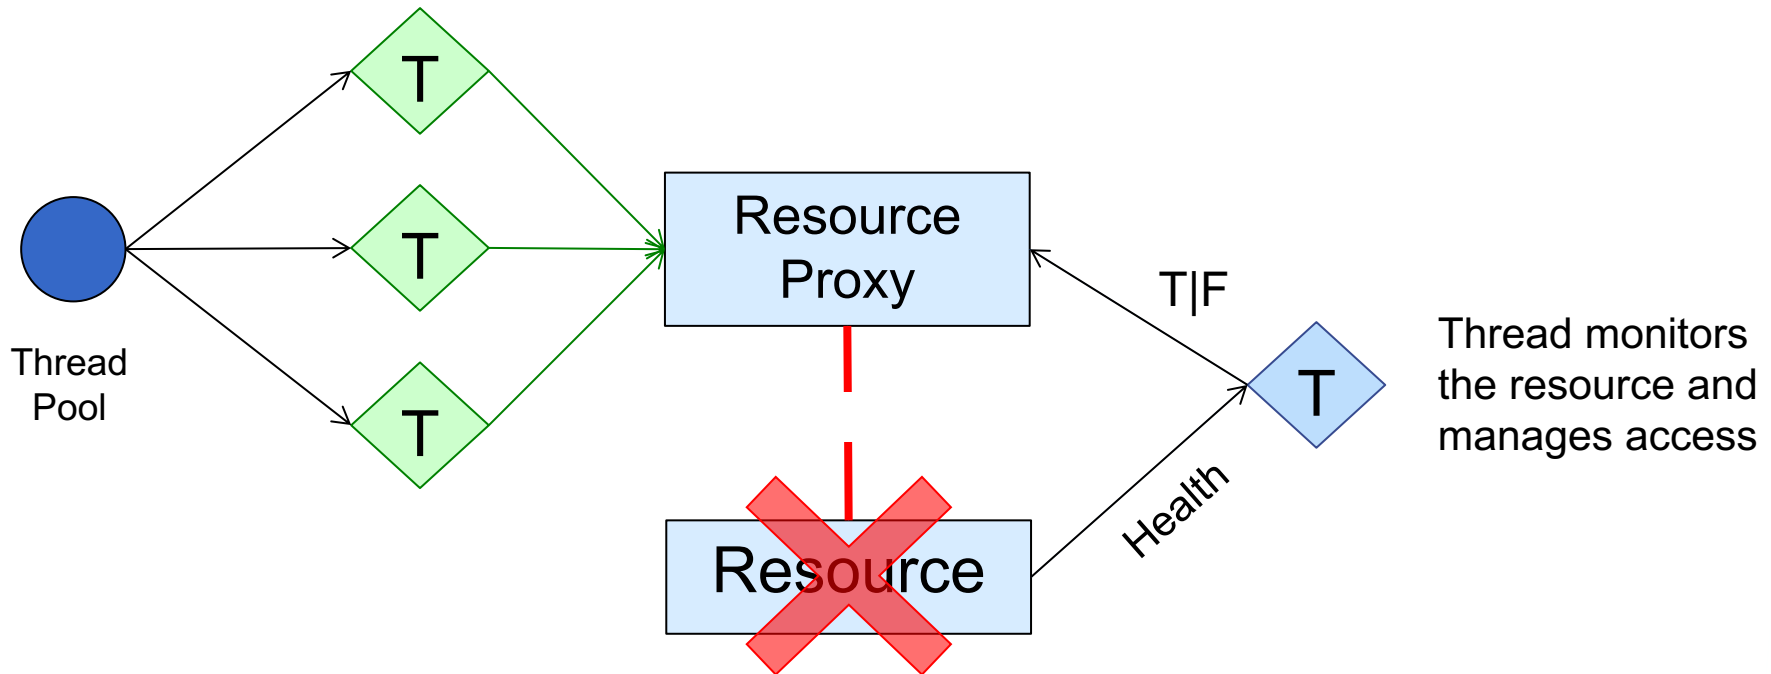 T
T
T
Thread
Pool
Resource
Proxy
T|F
T
Thread monitors
the resource and
manages access
Health
Resource